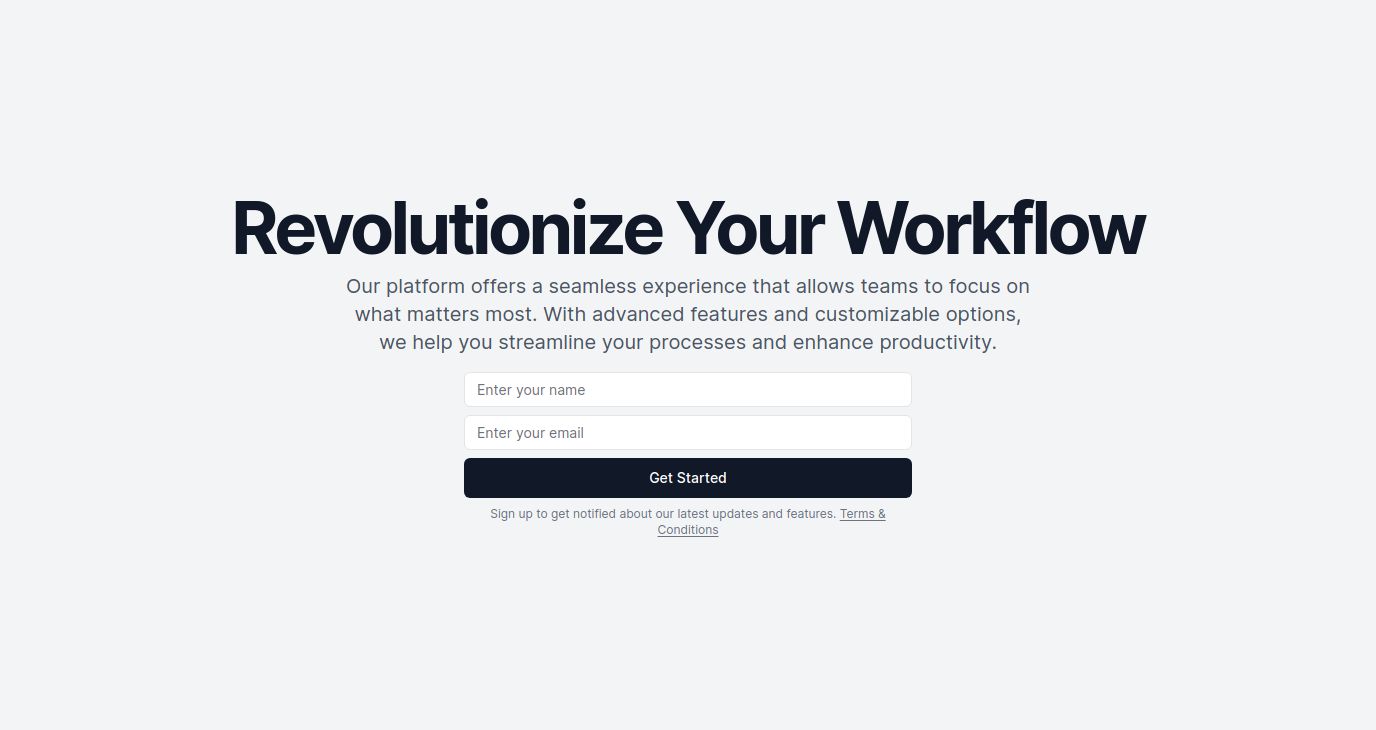 Revolutionize Your Workflow
Our platform offers a seamless experience that allows teams to focus on
what matters most. With advanced features and customizable options,
we help you streamline your processes and enhance productivity.
Enter your name
Enter your email
Get Started
Sign up to get notified about our latest updates and features. Terms &
Conditions